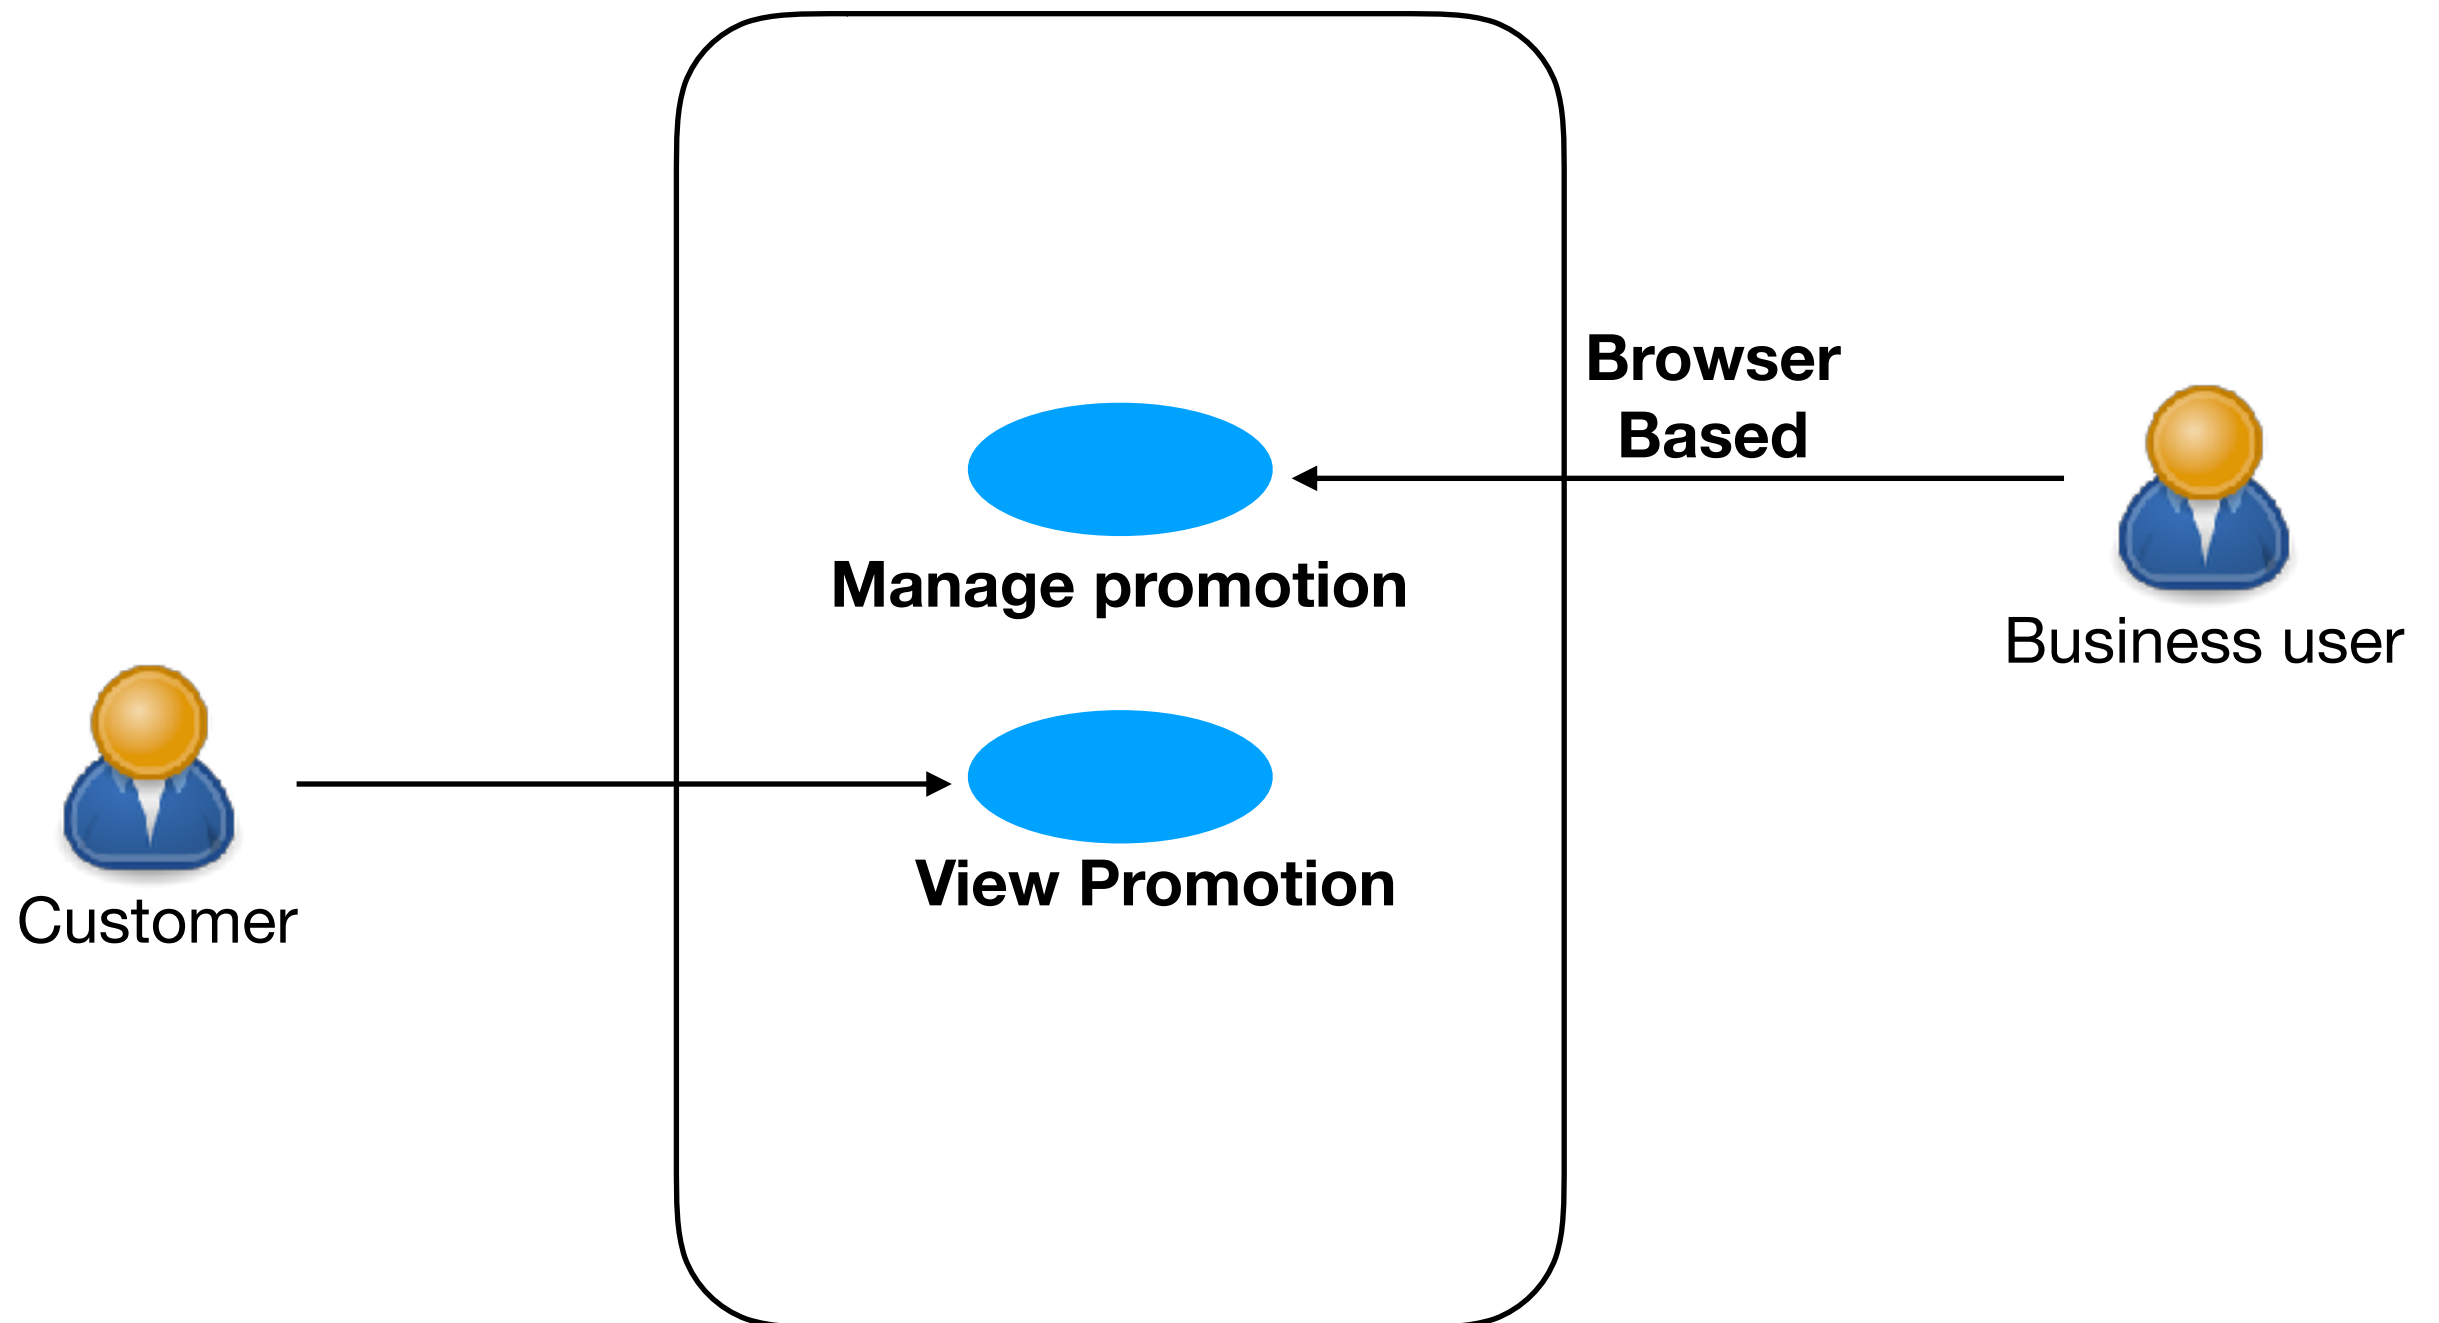 Browser
Based
Manage promotion
Business user
View Promotion
Customer